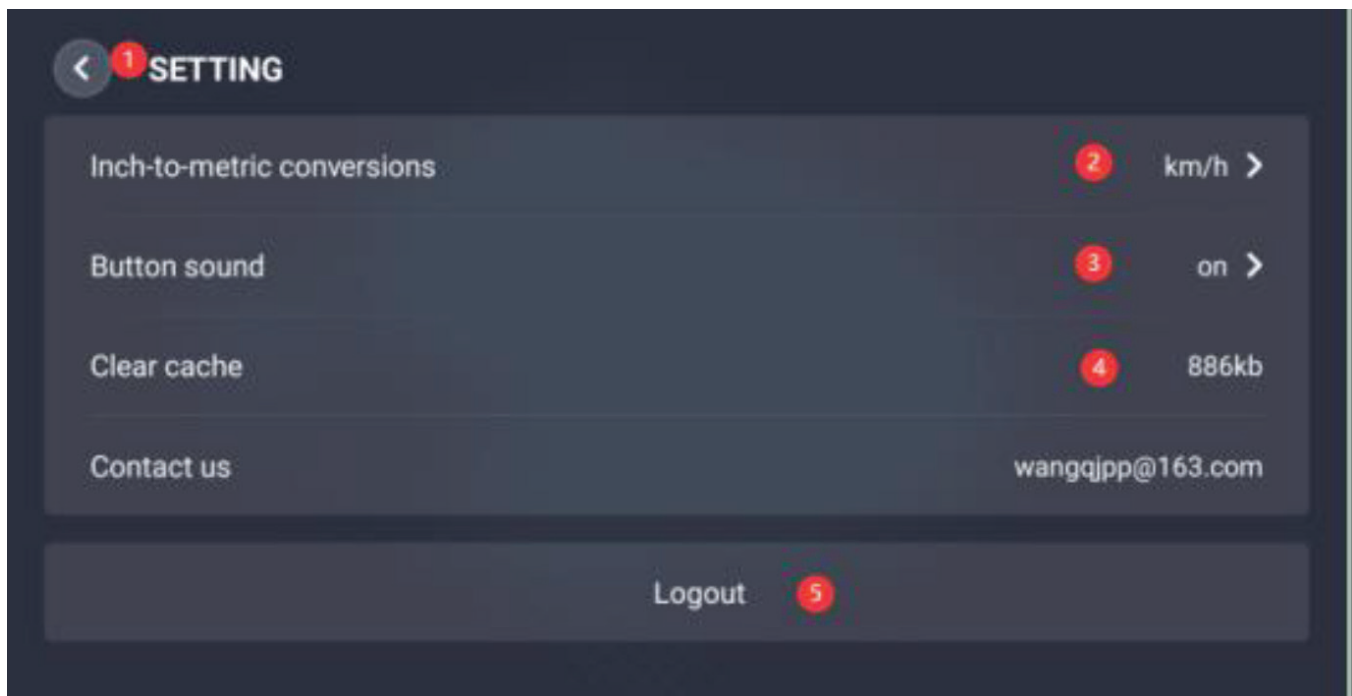 1 SETTING
Inch-to-metric conversions 2 km/h
Button sound 3 on
Clear cache 4 886kb
Contact us wangqjpp@163.com
Logout 5